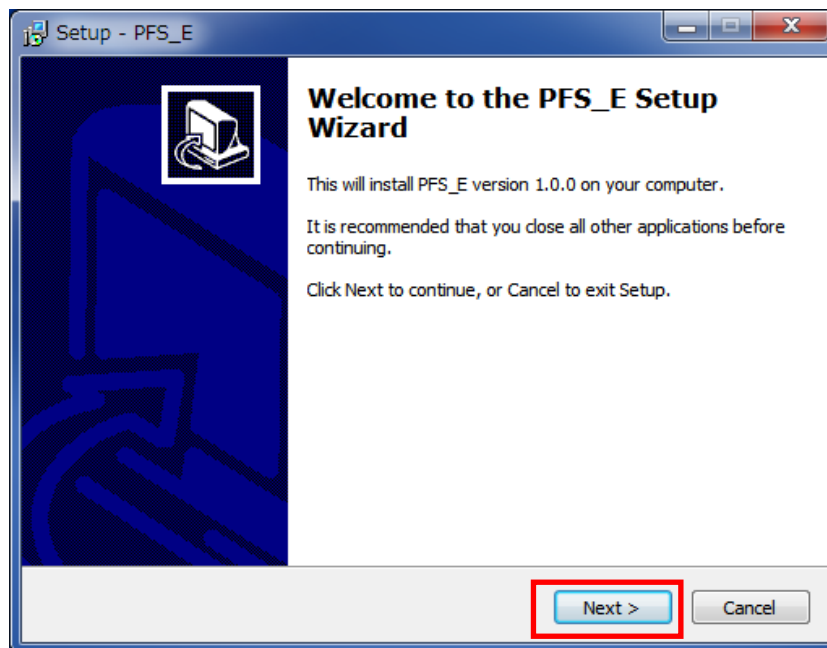 Setup - PFS_E
Welcome to the PFS_E Setup
Wizard
This will install PFS_E version 1.0.0 on your computer.
It is recommended that you close all other applications before
continuing.
Click Next to continue, or Cancel to exit Setup.
Next >
Cancel